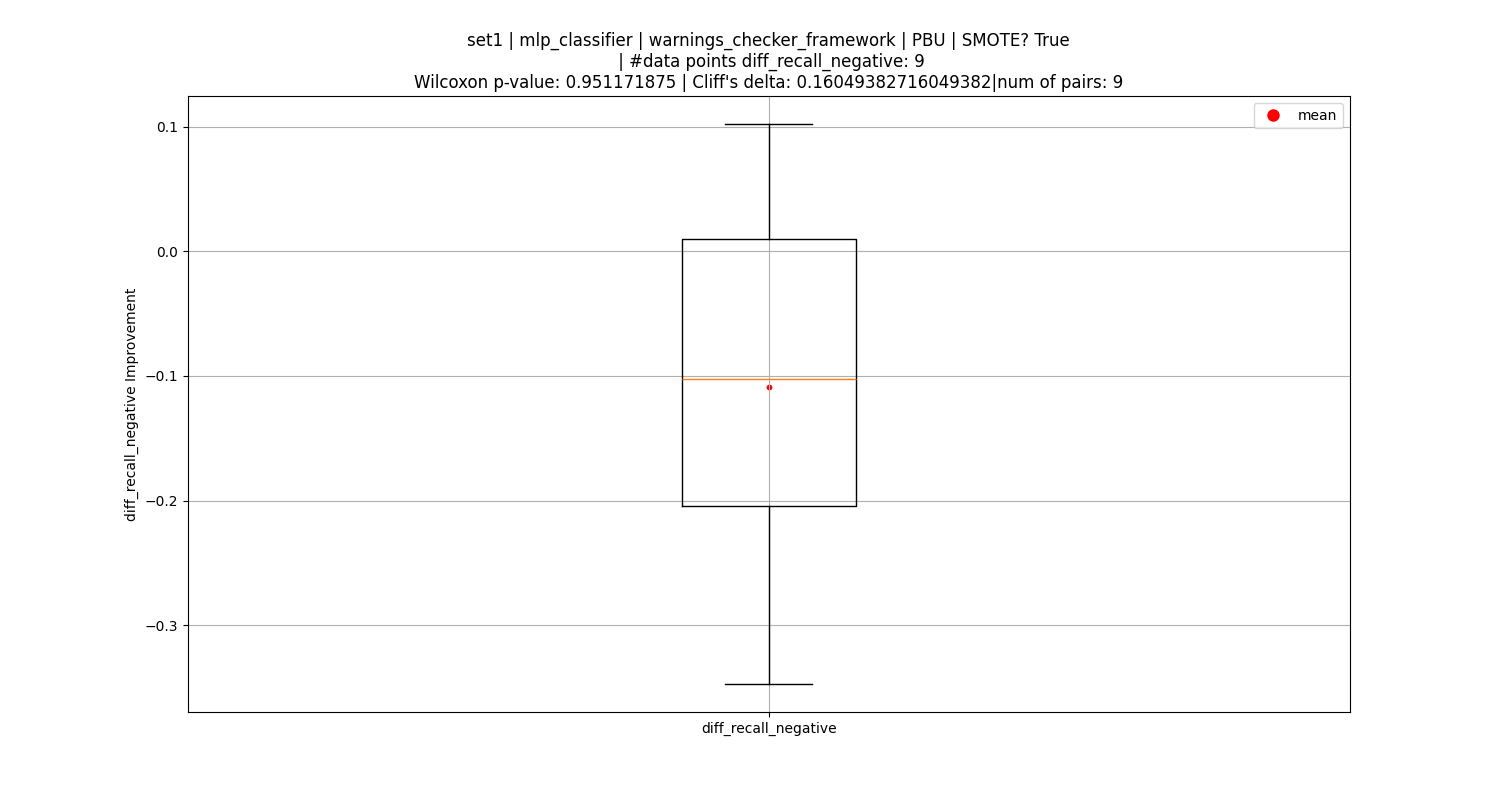 set1 | mlp_classifier | warnings_checker_framework | PBU | SMOTE? True
| #data points diff_recall_negative: 9
Wilcoxon p-value: 0.951171875 | Cliff's delta: 0.16049382716049382|num of pairs: 9
mean
0.1
0.0
−0.1
−0.2
−0.3
diff_recall_negative Improvement
diff_recall_negative